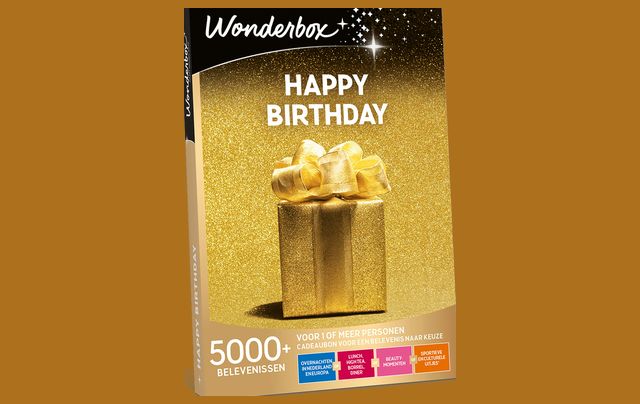 Wonderbox
Wonderbox
HAPPY
BIRTHDAY
HAPPY BIRTHDAY
5000+
BELEVENISSEN
VOOR 1 OF MEER PERSONEN
CADEAUBON VOOR EEN BELEVENIS NAAR KEUZE
OVERNACHTEN
IN NEDERLAND
EN EUROPA
LUNCH,
HIGH TEA,
BORREL,
DINER
BEAUTY
MOMENTEN
SPORTIEVE
EN CULTURELE
UITJES*